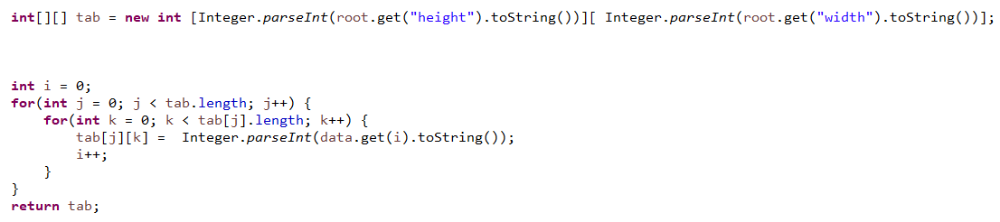 int[][] tab = new int [Integer.parseInt(root.get("height").toString())][ Integer.parseInt(root.get("width").toString())];
int i = 0;
for(int j = 0; j < tab.length; j++) {
    for(int k = 0; k < tab[j].length; k++) {
        tab[j][k] =  Integer.parseInt(data.get(i).toString());
        i++;
    }
}
return tab;